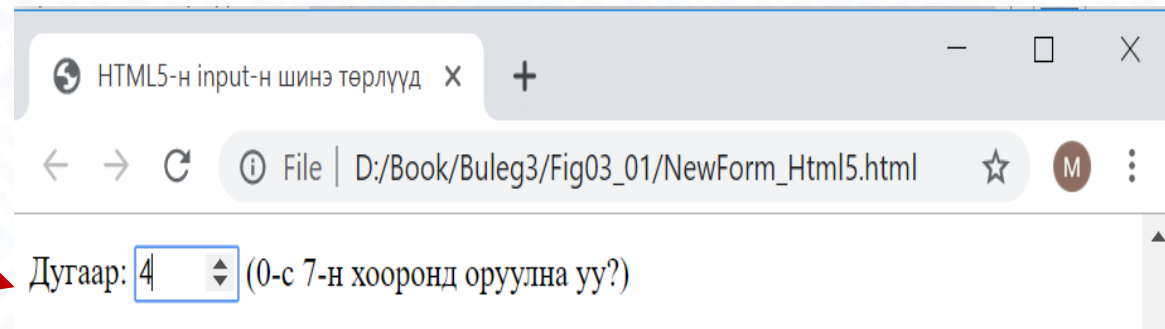 HTML5-н input-н шинэ төрлүүд
File | D:/Book/Buleg3/Fig03_01/NewForm_Html5.html
M
Дугаар: 4 (0-с 7-н хооронд оруулна уу?)